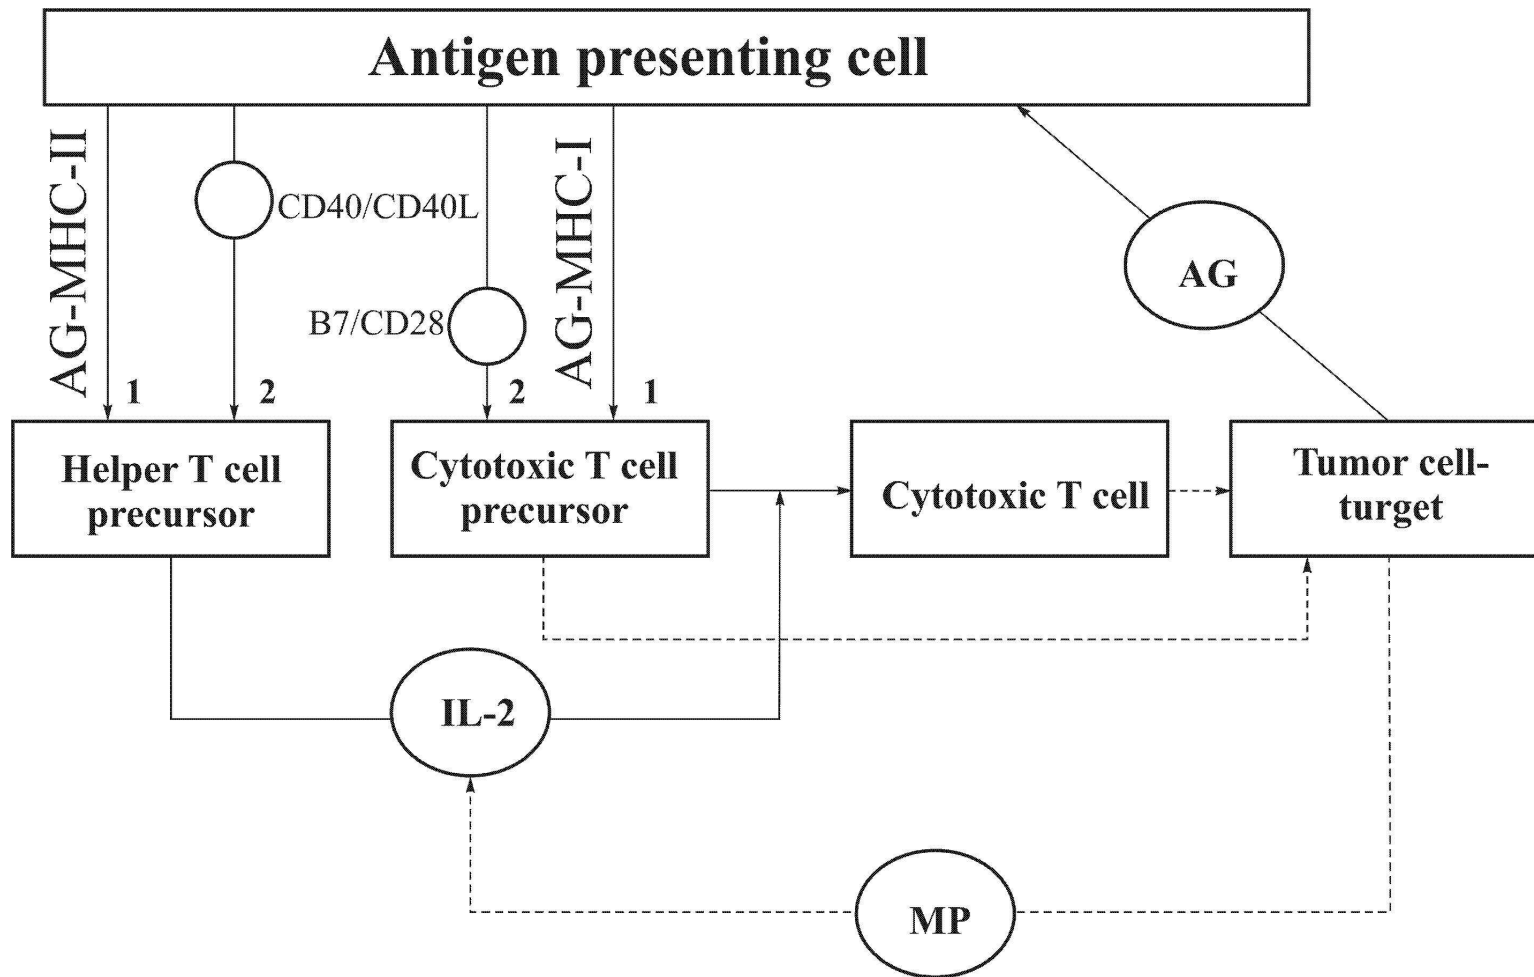 Antigen presenting cell
AG-MHC-II
CD40/CD40L
B7/CD28
AG-MHC-I
AG
1
2
2
1
Helper T cell
precursor
Cytotoxic T cell
precursor
Cytotoxic T cell
Tumor cell-
turget
IL-2
MP